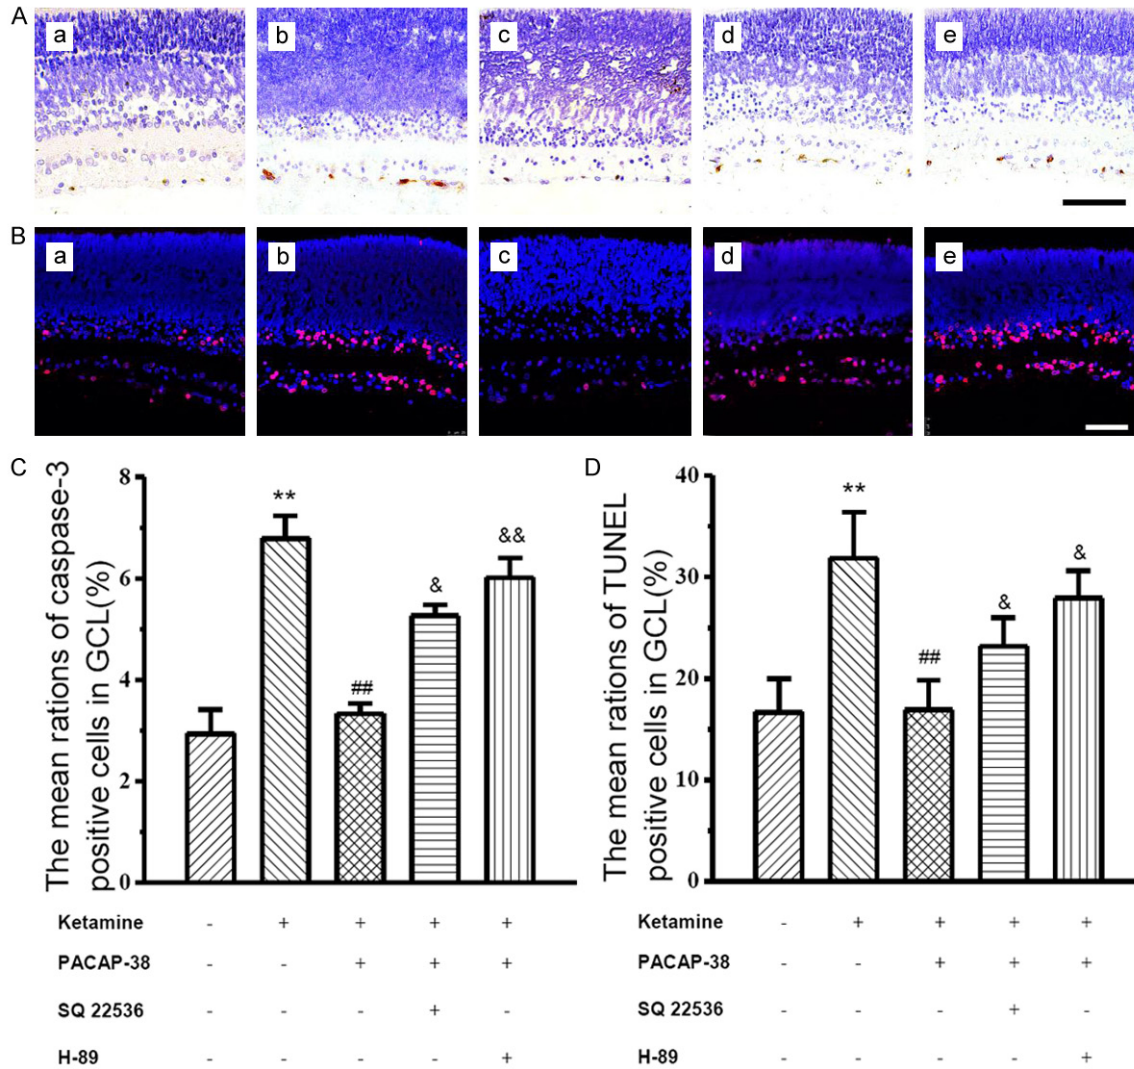 A
a b c d e
B
a b c d e
C
The mean rations of caspase-3
positive cells in GCL(%)
8
6
4
2
0
** ## & &&
Ketamine - + + + +
PACAP-38 - - + + +
SQ 22536 - - - + -
H-89 - - - - +
D
The mean rations of TUNEL
positive cells in GCL(%)
40
30
20
10
0
** ## & &
Ketamine - + + + +
PACAP-38 - - + + +
SQ 22536 - - - + -
H-89 - - - - +